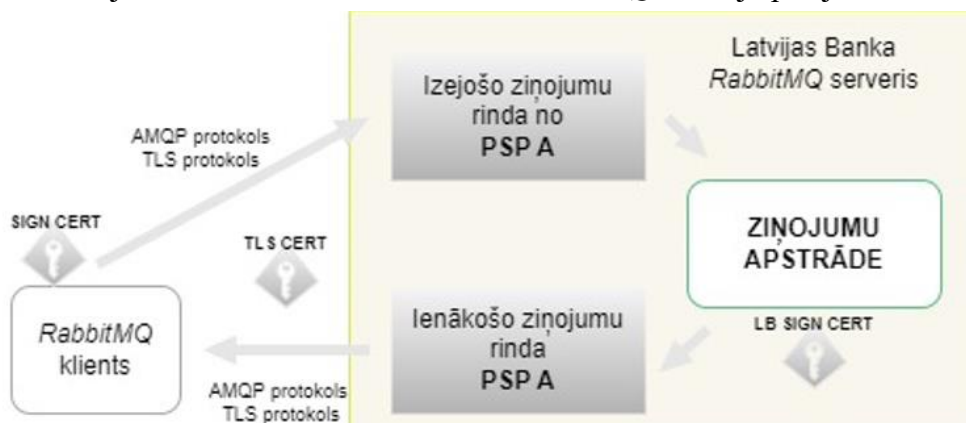 Latvijas Banka
RabbitMQ serveris
Izejošo ziņojumu
rinda no
PSP A
AMQP protokols
TLS protokols
SIGN CERT
TLS CERT
ZIŅOJUMU
APSTRĀDE
RabbitMQ
klients
Ienākošo ziņojumu
rinda
PSP A
LB SIGN CERT
AMQP protokols
TLS protokols